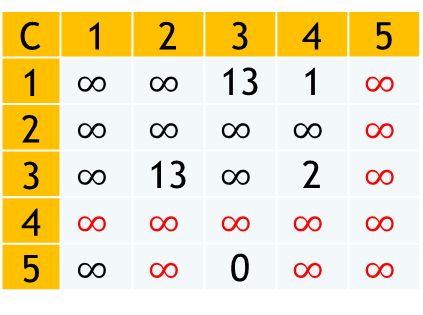 C 1 2 3 4 5
1 ∞ ∞ 13 1 ∞
2 ∞ ∞ ∞ ∞ ∞
3 ∞ 13 ∞ 2 ∞
4 ∞ ∞ ∞ ∞ ∞
5 ∞ ∞ 0 ∞ ∞